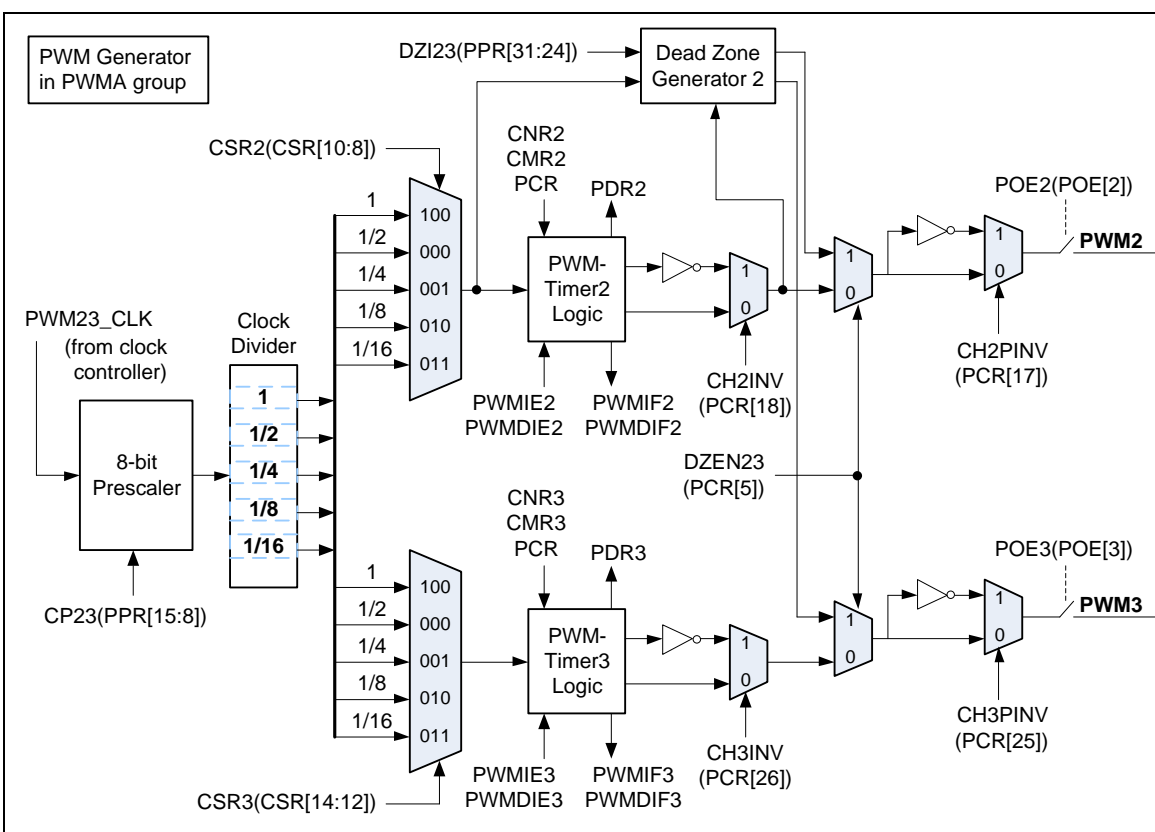 PWM Generator
in PWMA group
DZI23(PPR[31:24])
Dead Zone
Generator 2
CSR2(CSR[10:8])
CNR2
CMR2
PCR
PDR2
POE2(POE[2])
1
1/2
1/4
1/8
1/16
100
000
001
010
011
PWM-
Timer2
Logic
1
0
1
0
1
0
PWM2
PWM23_CLK
(from clock
controller)
Clock
Divider
PWMIE2
PWMDIE2
PWMIF2
PWMDIF2
CH2INV
(PCR[18])
CH2PINV
(PCR[17])
1
1/2
1/4
1/8
1/16
8-bit
Prescaler
DZEN23
(PCR[5])
CP23(PPR[15:8])
CNR3
CMR3
PCR
PDR3
POE3(POE[3])
1
1/2
1/4
1/8
1/16
100
000
001
010
011
PWM-
Timer3
Logic
1
0
1
0
1
0
PWM3
CSR3(CSR[14:12])
PWMIE3
PWMDIE3
PWMIF3
PWMDIF3
CH3INV
(PCR[26])
CH3PINV
(PCR[25])